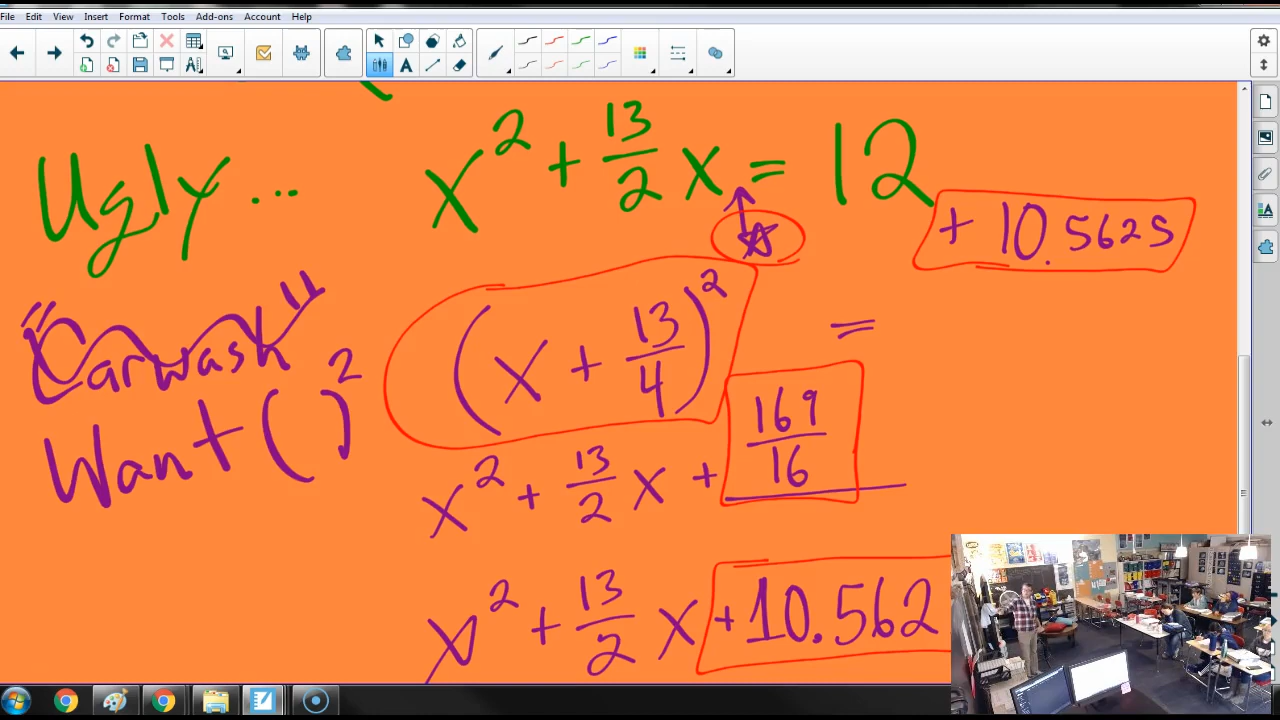 File Edit View Insert Format Tools Add-ons Account Help
x² + 13/2 x = 12
Ugly...
+ 10.5625
"Carwash"
(x + 13/4)² =
Want ( )²
x² + 13/2 x + 169/16
x² + 13/2 x + 10.562